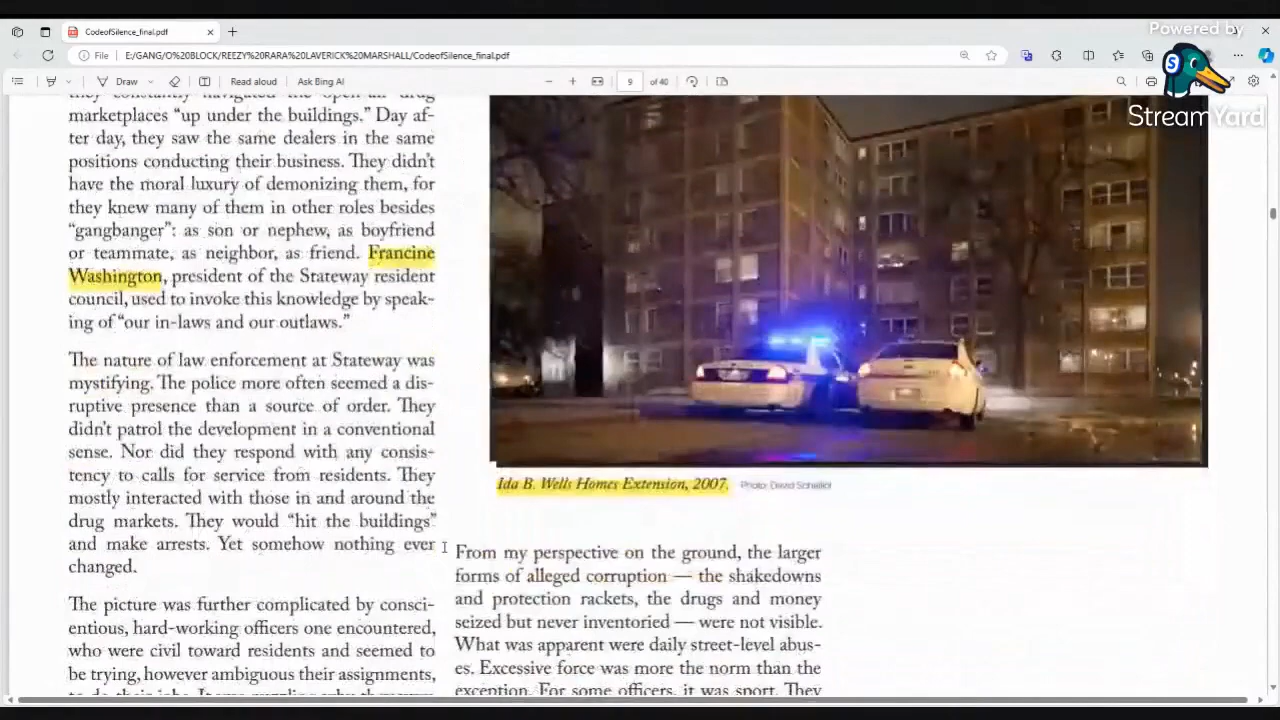 Powered by
StreamYard
CodeofSilence_final.pdf
File
E:/GANG/O%20BLOCK/REEZY%20RARA%20LAVERICK%20MARSHALL/CodeofSilence_final.pdf
Draw
Read aloud
Ask Bing AI
9
of 40
they constantly navigated the open-air drug
marketplaces “up under the buildings.” Day af-
ter day, they saw the same dealers in the same
positions conducting their business. They didn’t
have the moral luxury of demonizing them, for
they knew many of them in other roles besides
“gangbanger”: as son or nephew, as boyfriend
or teammate, as neighbor, as friend. Francine
Washington, president of the Stateway resident
council, used to invoke this knowledge by speak-
ing of “our in-laws and our outlaws.”
The nature of law enforcement at Stateway was
mystifying. The police more often seemed a dis-
ruptive presence than a source of order. They
didn’t patrol the development in a conventional
sense. Nor did they respond with any consis-
tency to calls for service from residents. They
mostly interacted with those in and around the
drug markets. They would “hit the buildings”
and make arrests. Yet somehow nothing ever
changed.
The picture was further complicated by consci-
entious, hard-working officers one encountered,
who were civil toward residents and seemed to
be trying, however ambiguous their assignments,
Ida B. Wells Homes Extension, 2007.
Photo: David
From my perspective on the ground, the larger
forms of alleged corruption — the shakedowns
and protection rackets, the drugs and money
seized but never inventoried — were not visible.
What was apparent were daily street-level abus-
es. Excessive force was more the norm than the
exception. For some officers, it was sport. They